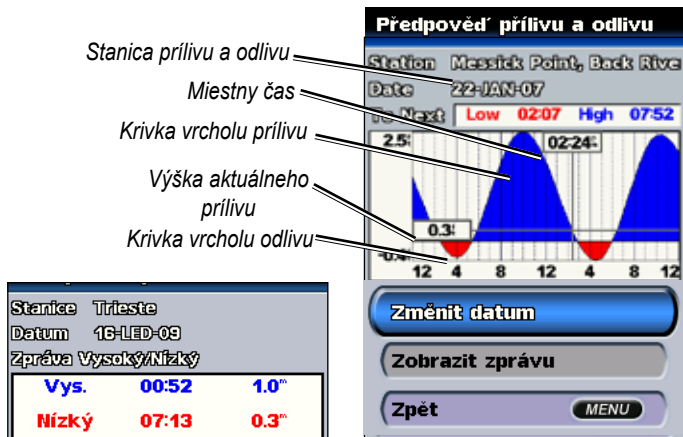 Stanica prílivu a odlivu
Miestny čas
Krivka vrcholu prílivu
Výška aktuálneho
prílivu
Krivka vrcholu odlivu
Předpověď přílivu a odlivu
Station Messick Point, Back Rive
Date 22-JAN-07
To Next Low 02:07 High 07:52
2.5
02:24
0.3
-0.4
12 4 8 12 4 8 12
Změnit datum
Zobrazit zprávu
Zpět MENU
Stanice Trieste
Datum 16-LED-09
Zpráva Vysoký/Nízký
Vys. 00:52 1.0m
Nízký 07:13 0.3m